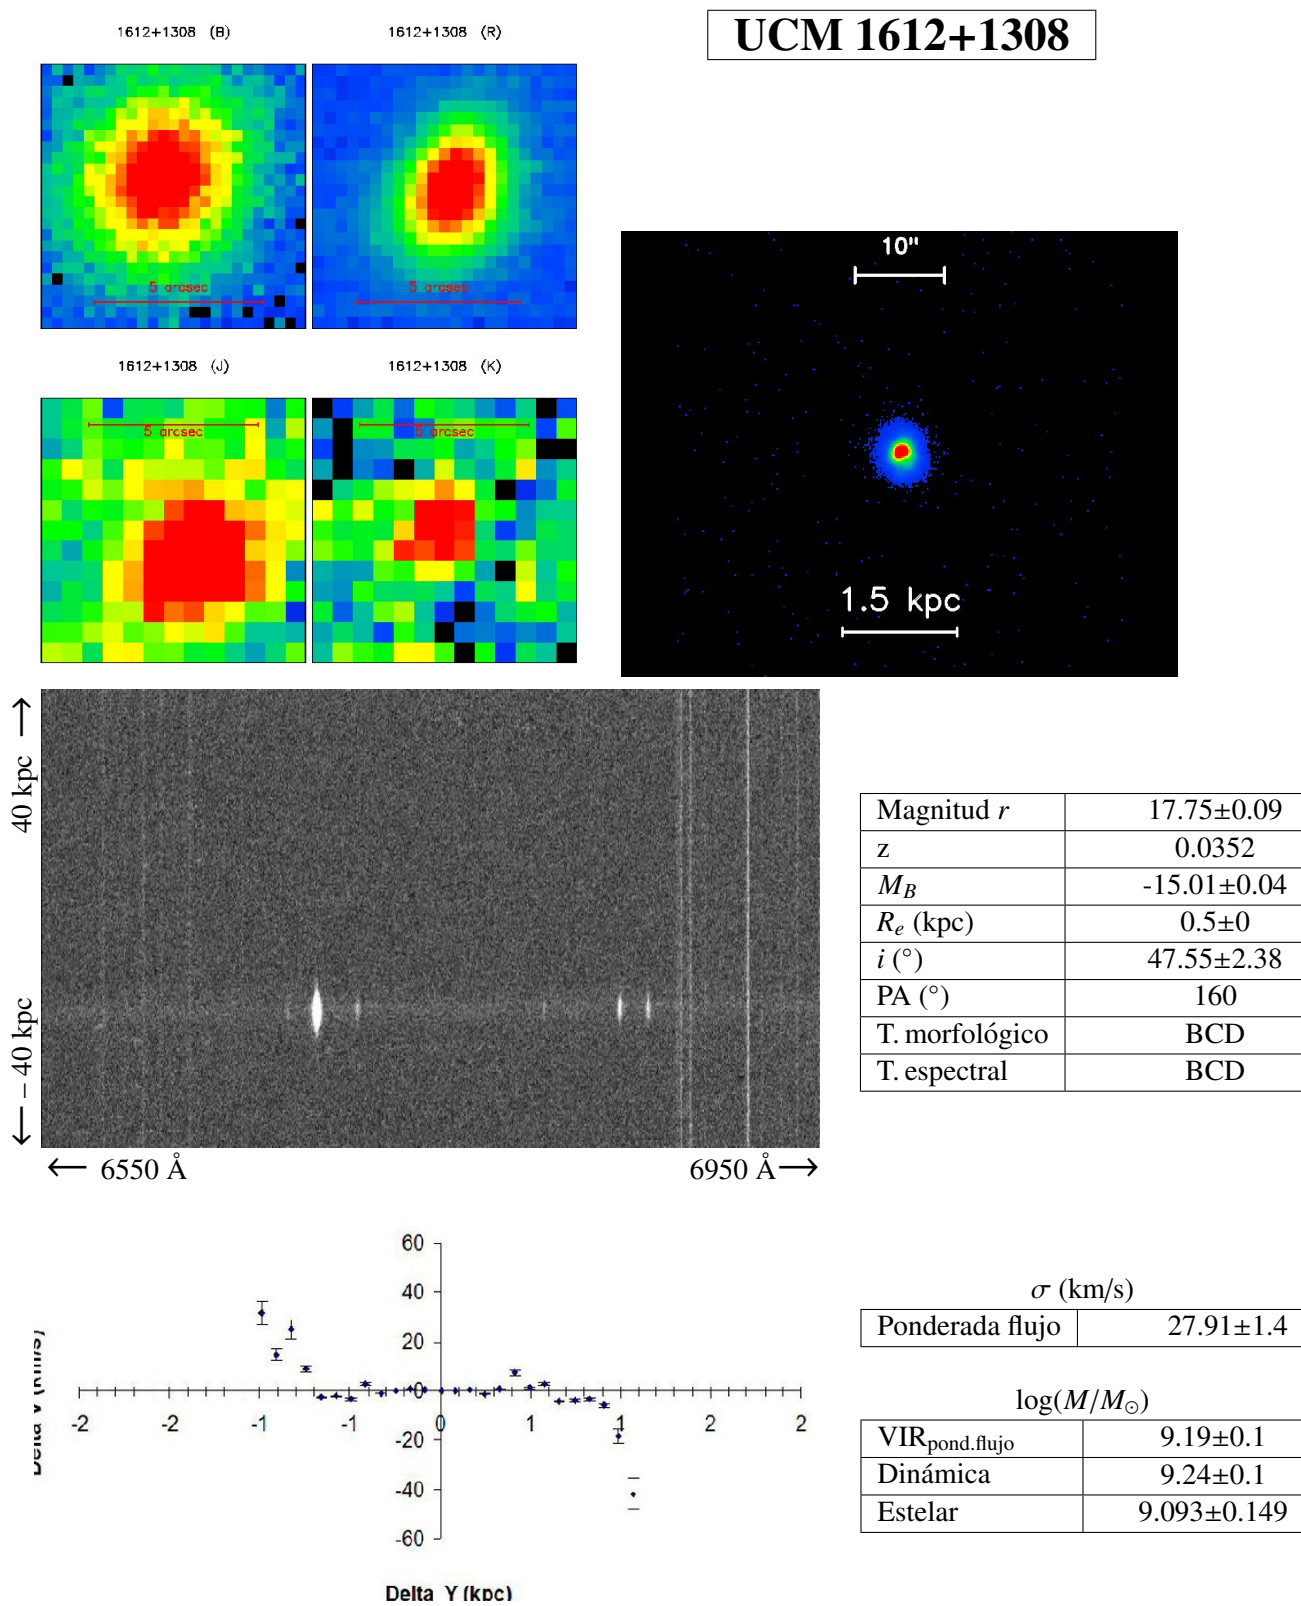 UCM 1612+1308
1612+1308 (B)
1612+1308 (R)
5 arcsec
5 arcsec
1612+1308 (J)
1612+1308 (K)
5 arcsec
5 arcsec
10"
1.5 kpc
40 kpc →
← − 40 kpc
← 6550 Å
6950 Å →
Magnitud r 17.75±0.09
z 0.0352
M_B -15.01±0.04
R_e (kpc) 0.5±0
i (°) 47.55±2.38
PA (°) 160
T. morfológico BCD
T. espectral BCD
60
40
20
0
-20
-40
-60
-2 -2 -1 -1 0 1 1 2 2
Delta V (Km/s)
Delta Y (kpc)
σ (km/s)
Ponderada flujo 27.91±1.4
log(M/M⊙)
VIR pond.flujo 9.19±0.1
Dinámica 9.24±0.1
Estelar 9.093±0.149